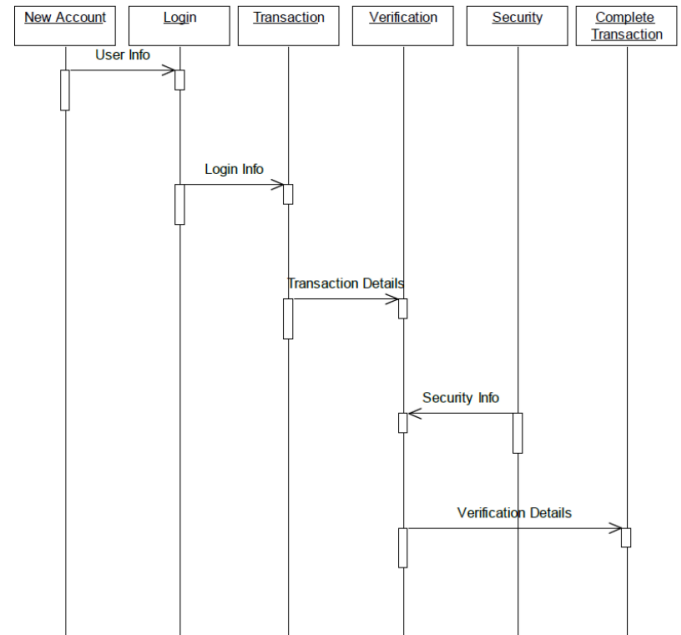 New Account
Login
Transaction
Verification
Security
Complete
Transaction
User Info
Login Info
Transaction Details
Security Info
Verification Details